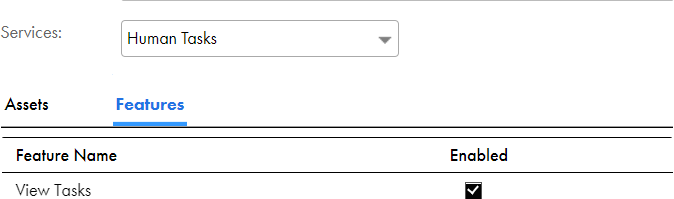 Services: Human Tasks
Assets Features
Feature Name Enabled
View Tasks